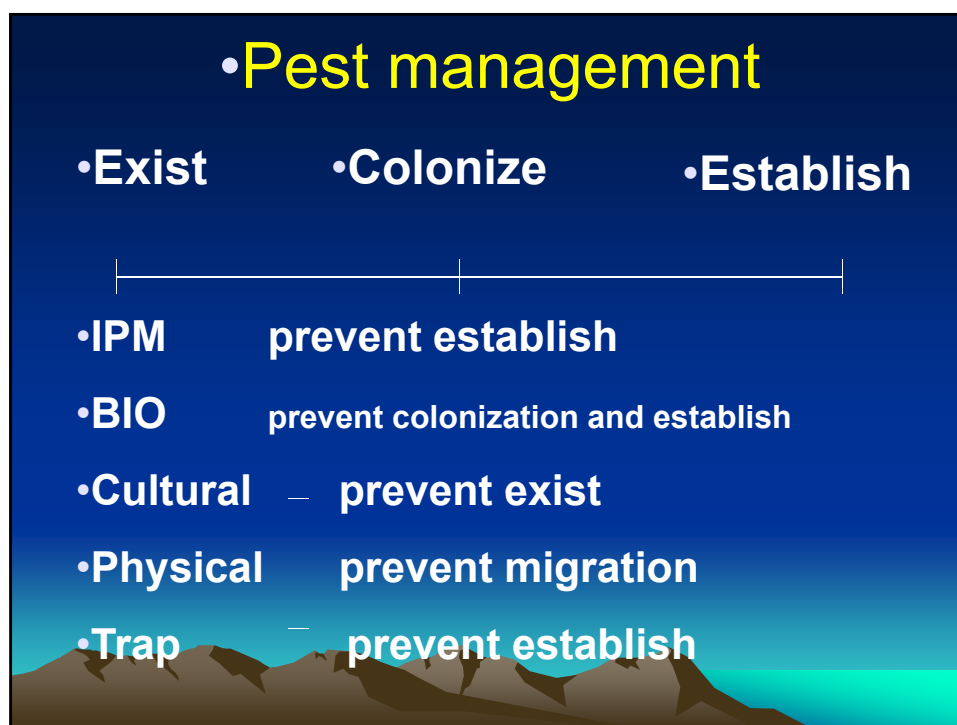 •Pest management
•Exist •Colonize •Establish
•IPM prevent establish
•BIO prevent colonization and establish
•Cultural – prevent exist
•Physical prevent migration
•Trap – prevent establish